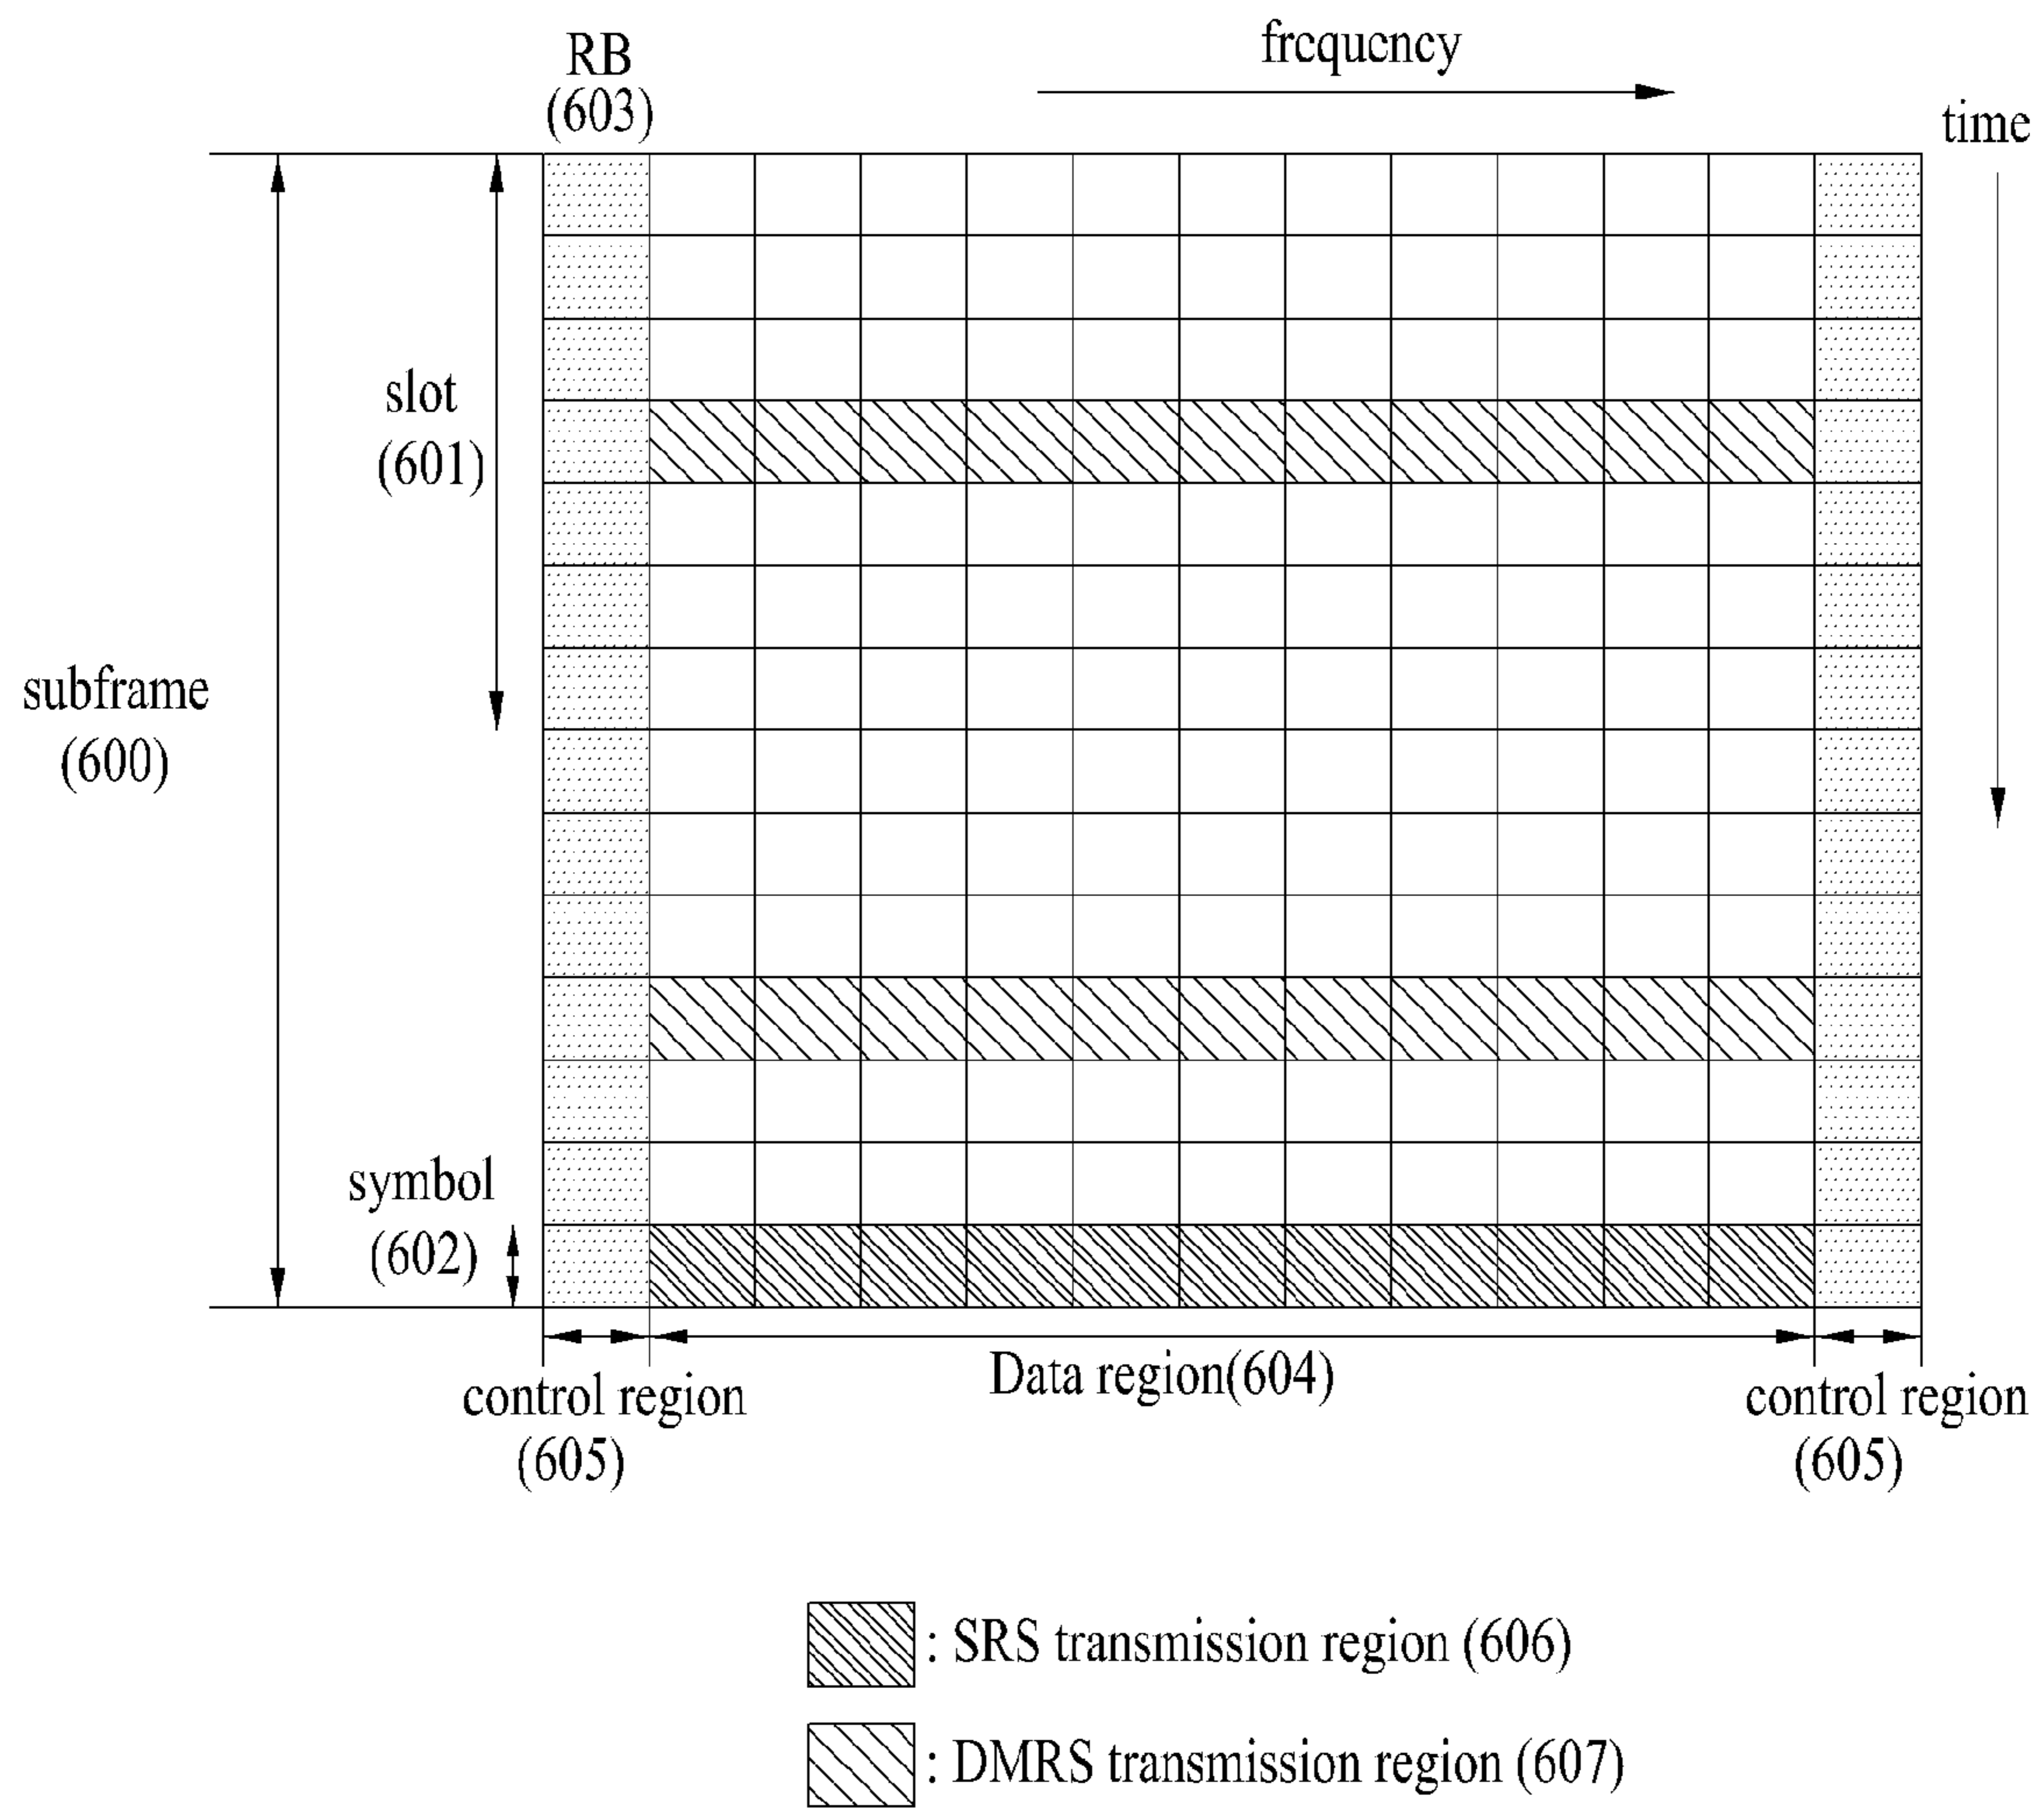 RB
(603)
frequency
time
slot
(601)
subframe
(600)
symbol
(602)
Data region(604)
control region
(605)
control region
(605)
: SRS transmission region (606)
: DMRS transmission region (607)